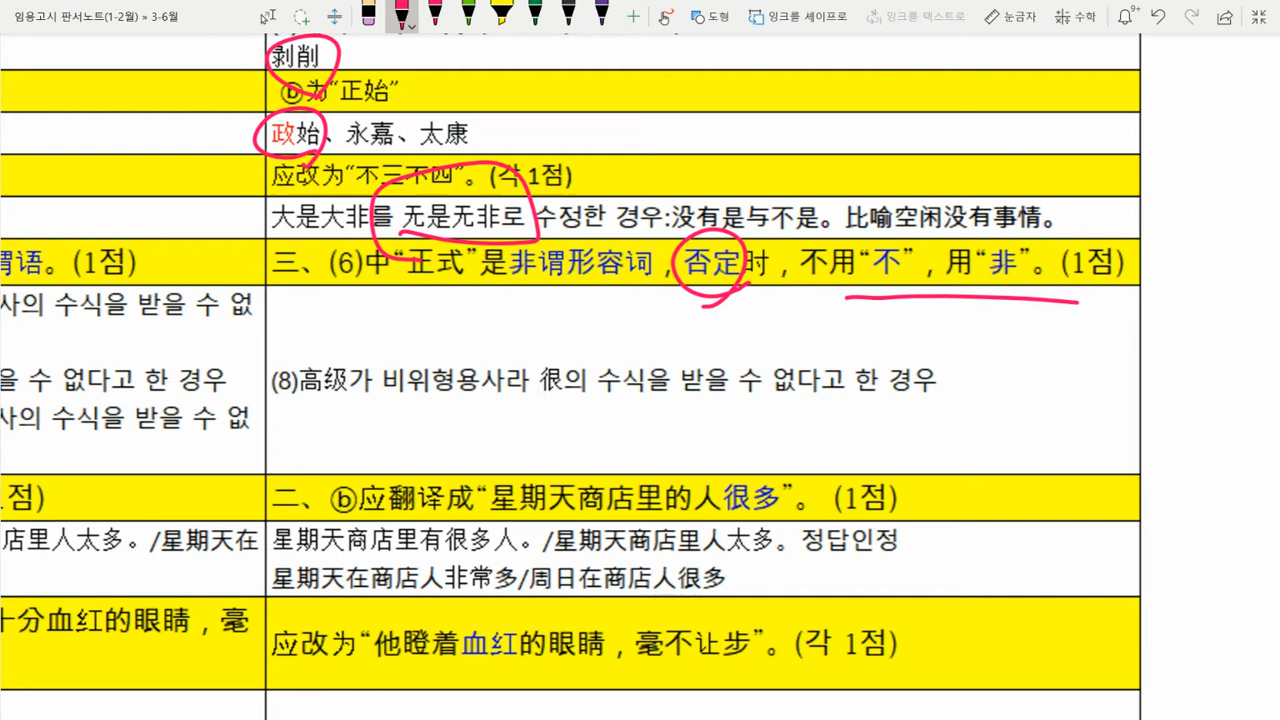 임용고시 판서노트(1-2월) » 3-6월
도형
잉크를 셰이프로
잉크를 텍스트로
눈금자
수학
9+
剥削
ⓑ为“正始”
政始、永嘉、太康
应改为“不三不四”。(각 1점)
大是大非를 无是无非로 수정한 경우:没有是与不是。比喻空闲没有事情。
谓语。(1점)
三、(6)中“正式”是非谓形容词，否定时，不用“不”，用“非”。(1점)
사의 수식을 받을 수 없
을 수 없다고 한 경우
(8)高级가 비위형용사라 很의 수식을 받을 수 없다고 한 경우
사의 수식을 받을 수 없
점)
二、ⓑ应翻译成“星期天商店里的人很多”。 (1점)
店里人太多。/星期天在
星期天商店里有很多人。/星期天商店里人太多。정답인정
星期天在商店人非常多/周日在商店人很多
十分血红的眼睛，毫
应改为“他瞪着血红的眼睛，毫不让步”。(각 1점)